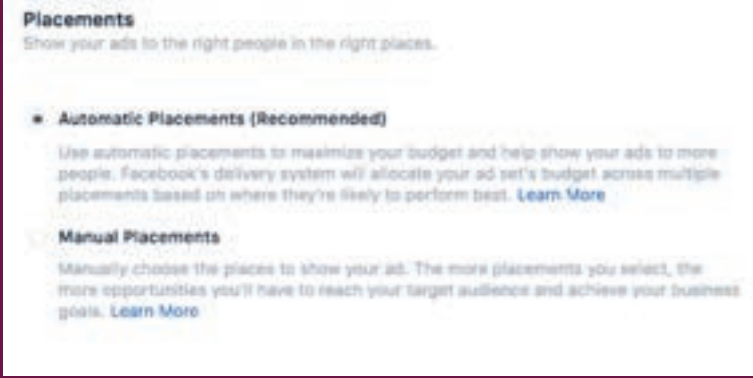 Placements
Show your ads to the right people in the right places.
Automatic Placements (Recommended)
Use automatic placements to maximize your budget and help show your ads to more
people. Facebook's delivery system will allocate your ad set's budget across multiple
placements based on where they're likely to perform best. Learn More
Manual Placements
Manually choose the places to show your ad. The more placements you select, the
more opportunities you'll have to reach your target audience and achieve your business
goals. Learn More